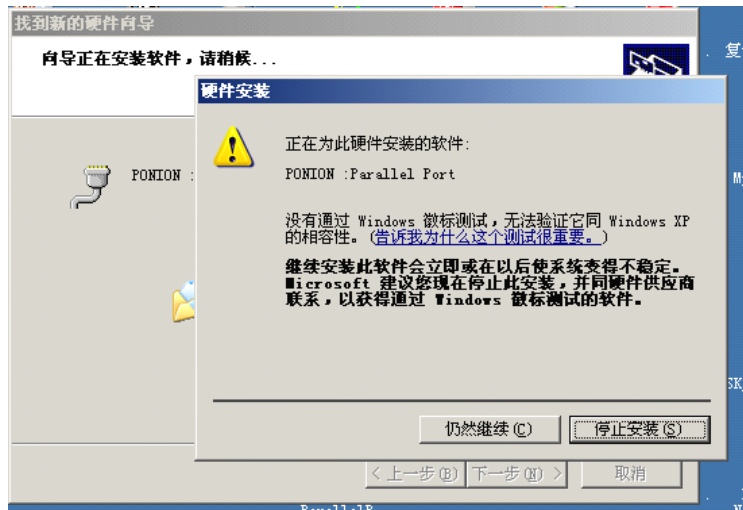 找到新的硬件向导
向导正在安装软件，请稍候...
复
硬件安装
正在为此硬件安装的软件:
PONION :
PONION :Parallel Port
没有通过 Windows 徽标测试，无法验证它同 Windows XP
的相容性。(告诉我为什么这个测试很重要。)
继续安装此软件会立即或在以后使系统变得不稳定。
Microsoft 建议您现在停止此安装，并同硬件供应商
联系，以获得通过 Windows 徽标测试的软件。
SK
仍然继续(C)
停止安装(S)
< 上一步(B)
下一步(N) >
取消